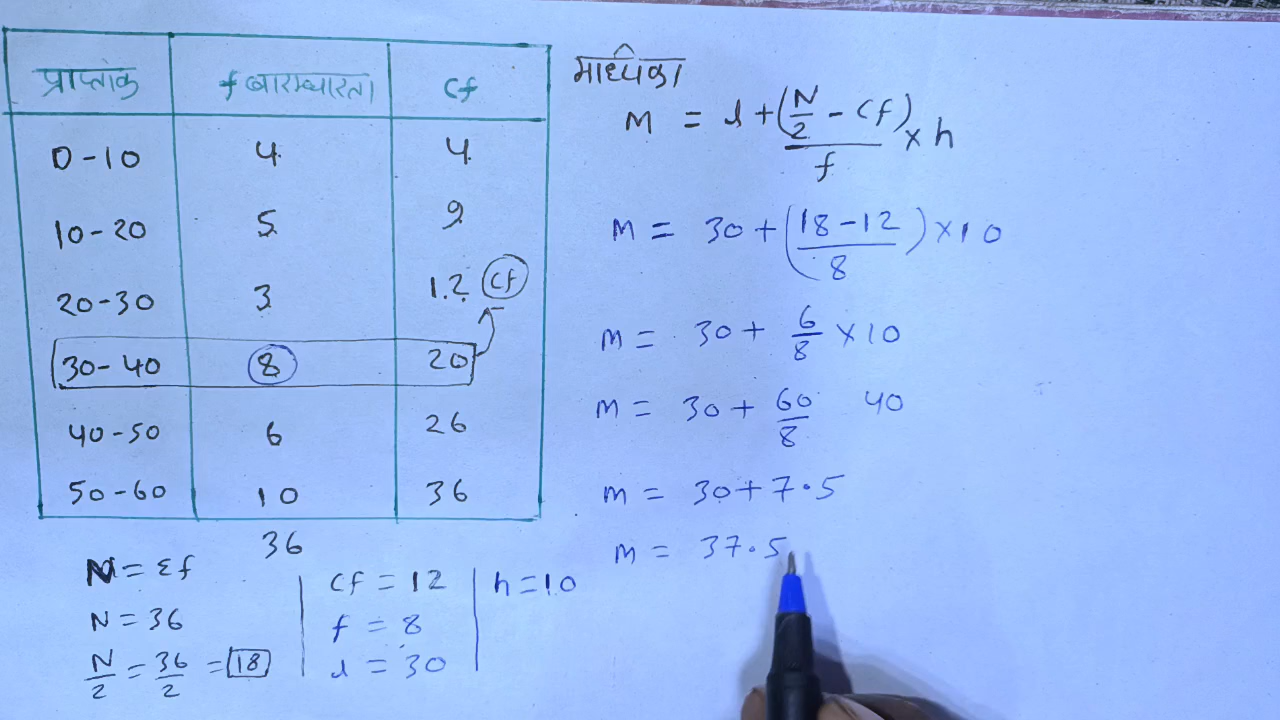 प्राप्तांक f बारम्बारता cf
0-10 4 4
10-20 5 9
20-30 3 12 cf
30-40 8 20
40-50 6 26
50-60 10 36
36
N = Σf
N = 36
N/2 = 36/2 = 18
cf = 12
f = 8
l = 30
h = 10
माध्यिका
M = l + (N/2 - cf)/f × h
M = 30 + (18-12/8) × 10
M = 30 + 6/8 × 10
M = 30 + 60/8 40
M = 30 + 7.5
M = 37.5